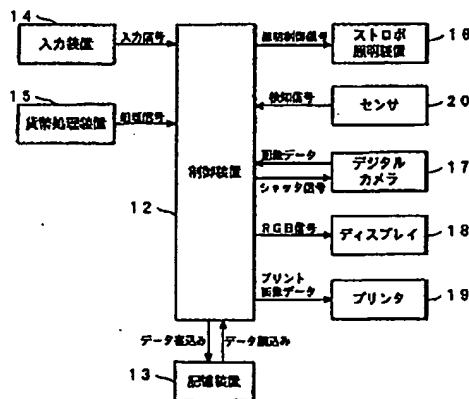 14
入力装置
入力信号
15
貨幣処理装置
処理信号
12
制御装置
照明制御信号
ストロボ
照明装置
16
検知信号
センサ
20
画像データ
シャッタ信号
デジタル
カメラ
17
RGB信号
ディスプレイ
18
プリント
画像データ
プリンタ
19
データ書込み
データ読込み
13
記憶装置